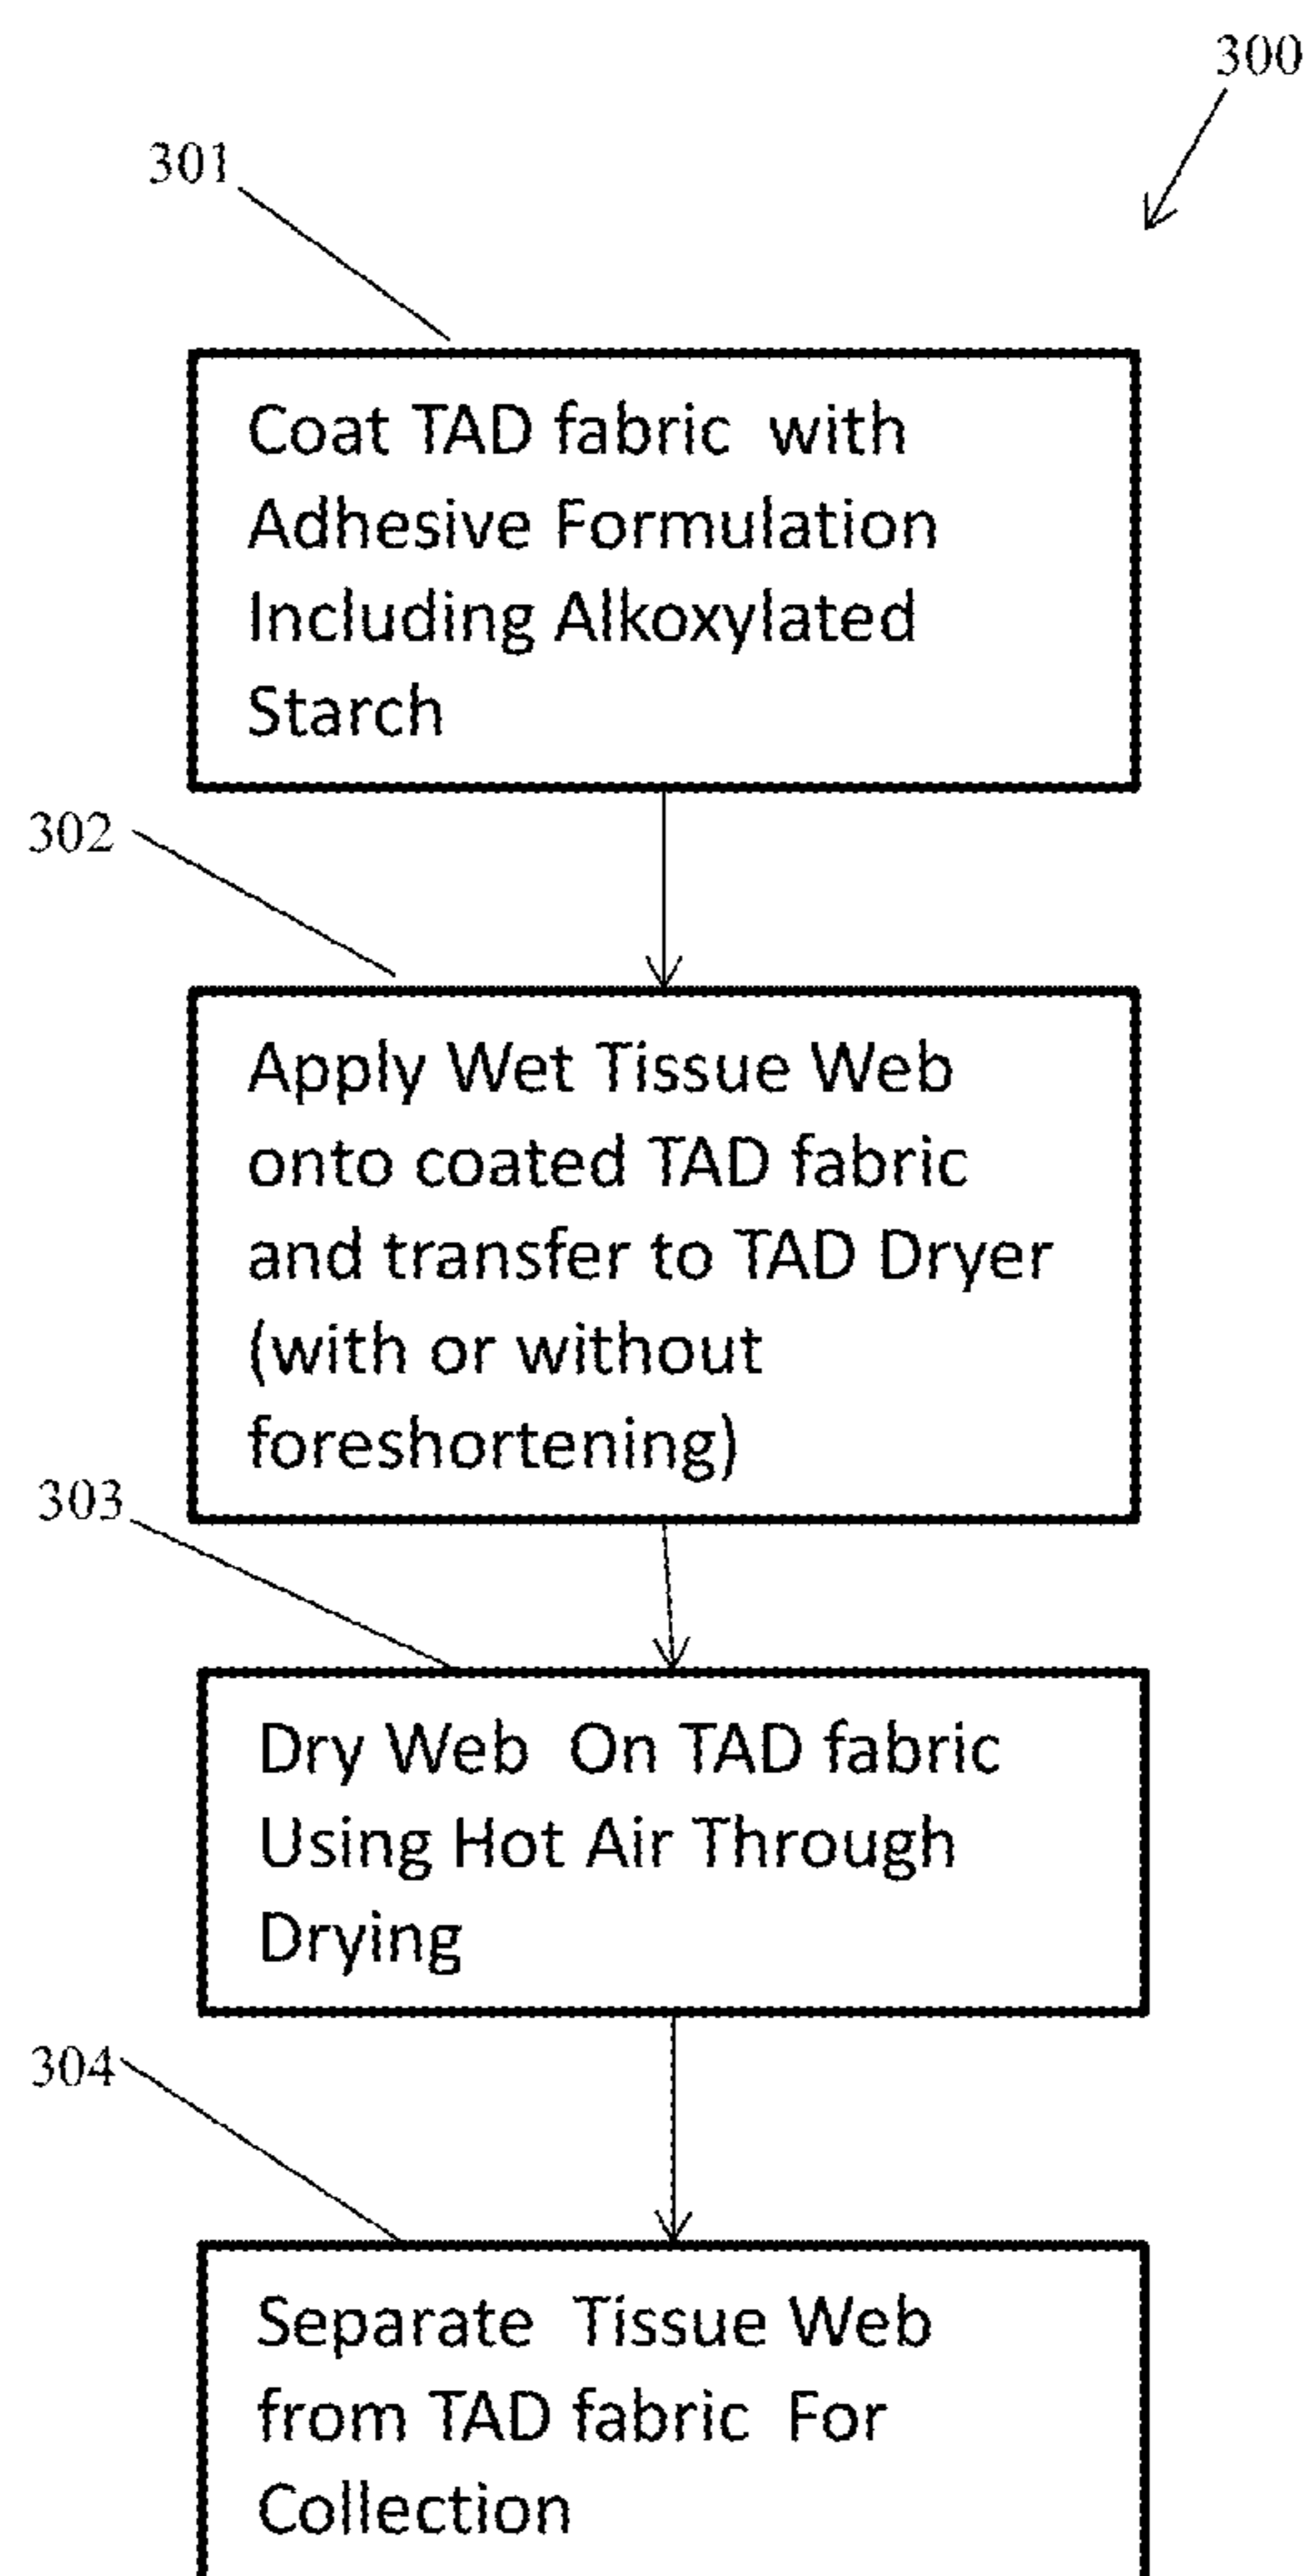 300
301
Coat TAD fabric with
Adhesive Formulation
Including Alkoxylated
Starch
302
Apply Wet Tissue Web
onto coated TAD fabric
and transfer to TAD Dryer
(with or without
foreshortening)
303
Dry Web On TAD fabric
Using Hot Air Through
Drying
304
Separate Tissue Web
from TAD fabric For
Collection